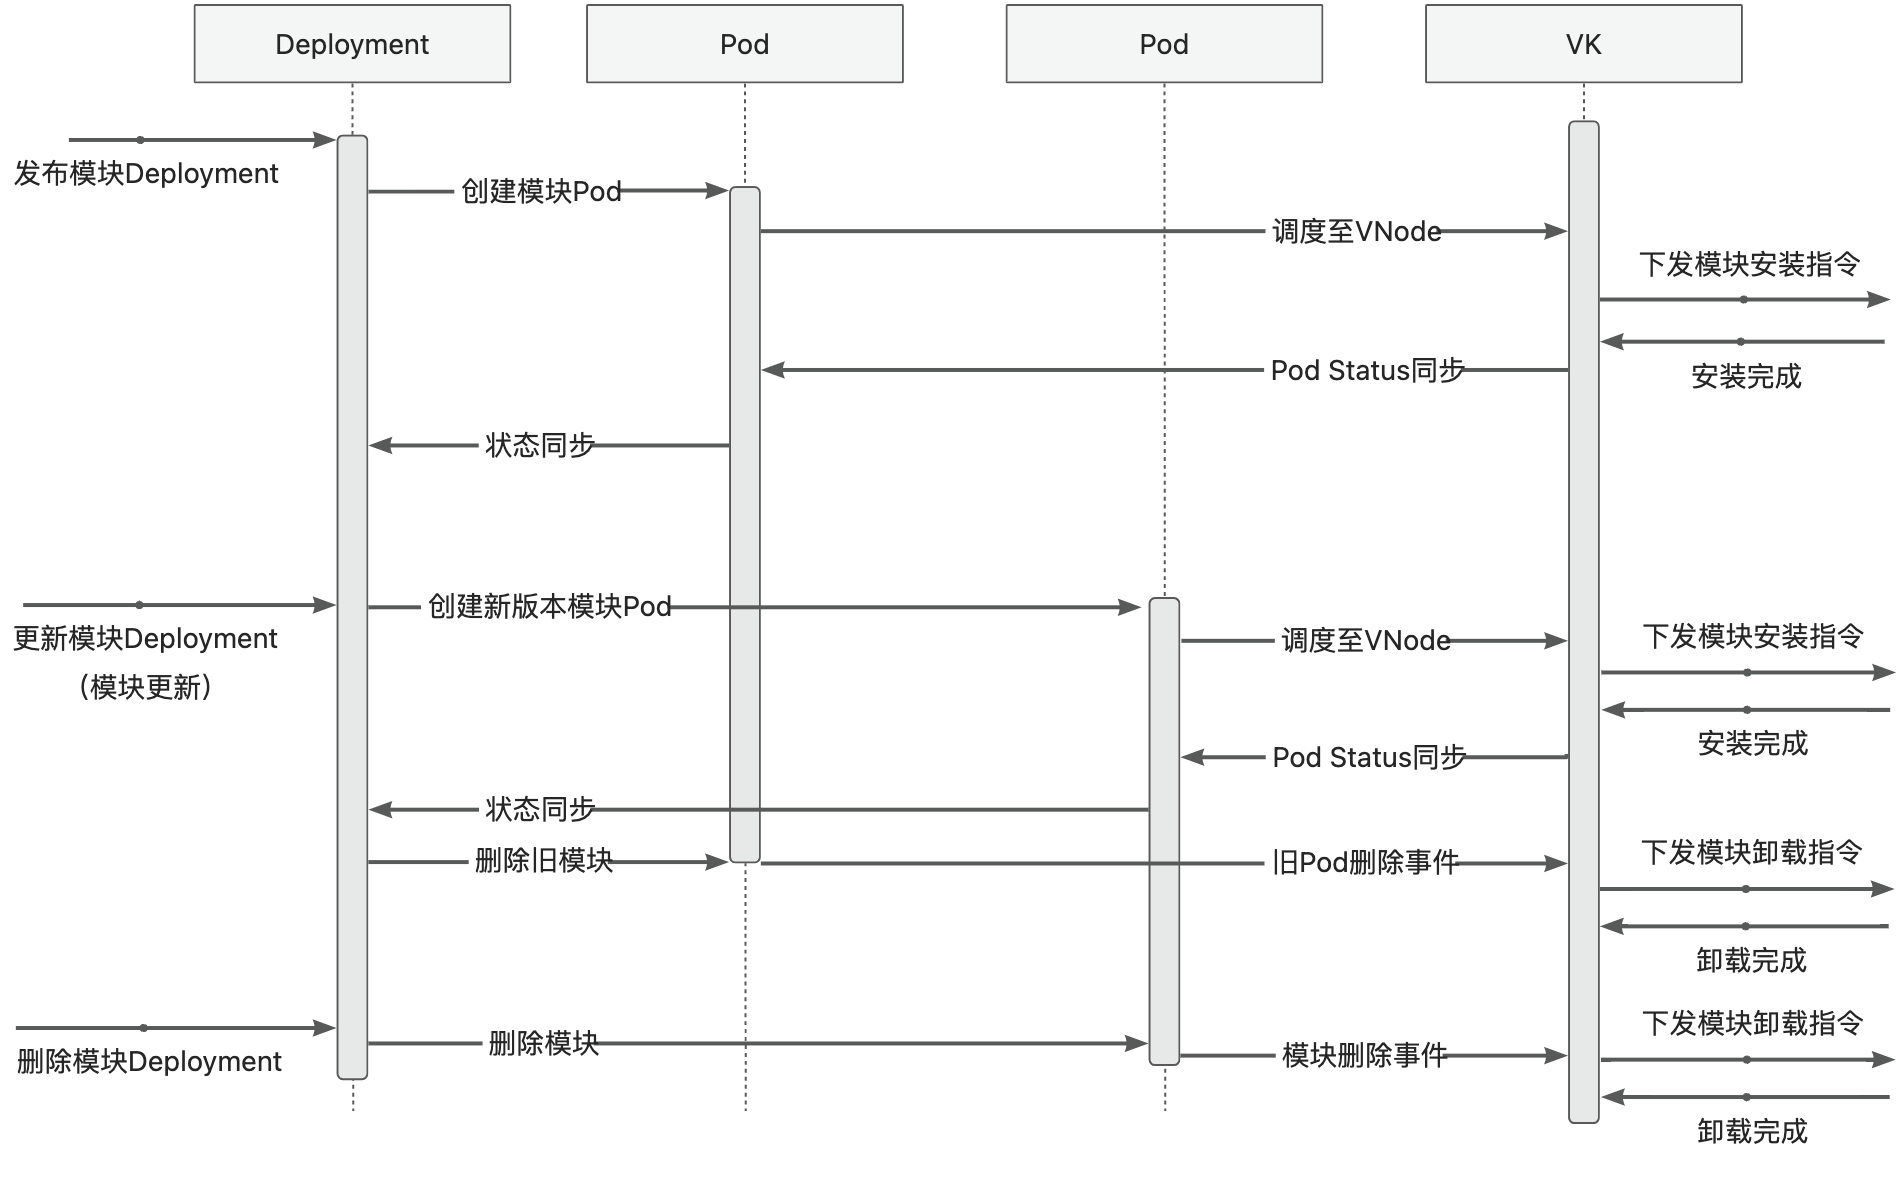 Deployment
Pod
Pod
VK
发布模块Deployment
创建模块Pod
调度至VNode
下发模块安装指令
安装完成
Pod Status同步
状态同步
更新模块Deployment
(模块更新)
创建新版本模块Pod
调度至VNode
下发模块安装指令
安装完成
Pod Status同步
状态同步
删除旧模块
旧Pod删除事件
下发模块卸载指令
卸载完成
删除模块Deployment
删除模块
模块删除事件
下发模块卸载指令
卸载完成